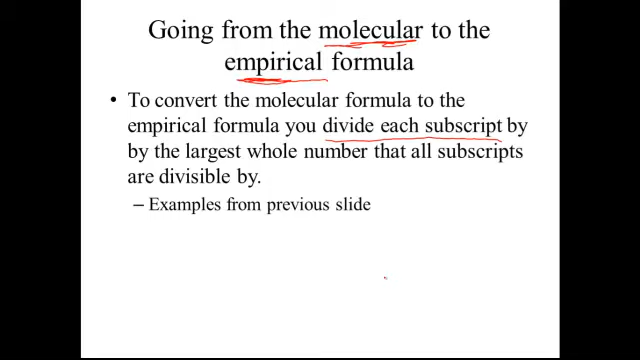 Going from the molecular to the
empirical formula
• To convert the molecular formula to the
empirical formula you divide each subscript by
by the largest whole number that all subscripts
are divisible by.
– Examples from previous slide